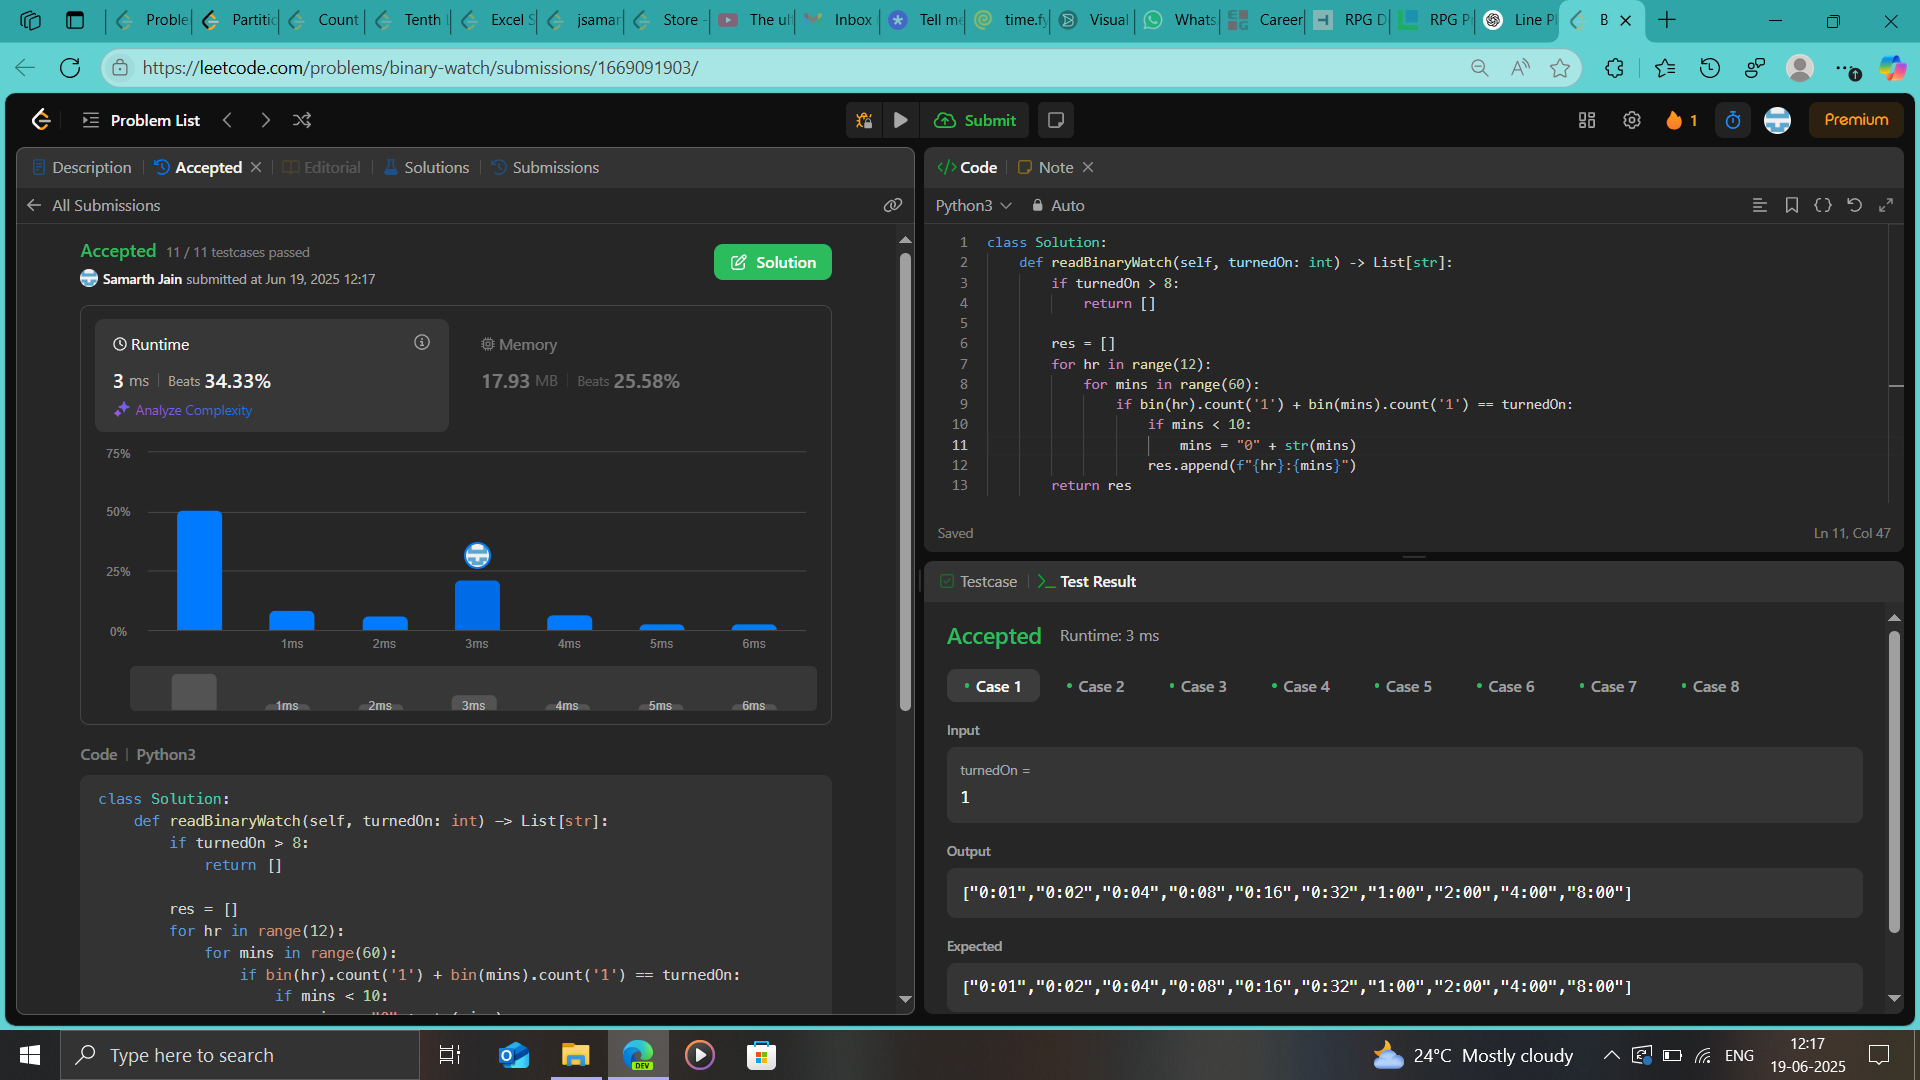 Proble
Partitic
Count
Tenth
Excel S
jsamar
Store -
The ul
Inbox
Tell me
time.fy
Visual
Whats
Career
RPG D
RPG P
Line Pl
B
https://leetcode.com/problems/binary-watch/submissions/1669091903/
Problem List
Submit
1
Premium
Description
Accepted
Editorial
Solutions
Submissions
All Submissions
Accepted 11 / 11 testcases passed
Samarth Jain submitted at Jun 19, 2025 12:17
Solution
Runtime
3 ms Beats 34.33%
Analyze Complexity
Memory
17.93 MB Beats 25.58%
75%
50%
25%
0%
1ms 2ms 3ms 4ms 5ms 6ms
1ms 2ms 3ms 4ms 5ms 6ms
Code | Python3
class Solution:
    def readBinaryWatch(self, turnedOn: int) -> List[str]:
        if turnedOn > 8:
            return []
        res = []
        for hr in range(12):
            for mins in range(60):
                if bin(hr).count('1') + bin(mins).count('1') == turnedOn:
                    if mins < 10:
</> Code
Note
Python3
Auto
1 class Solution:
2     def readBinaryWatch(self, turnedOn: int) -> List[str]:
3         if turnedOn > 8:
4             return []
5
6         res = []
7         for hr in range(12):
8             for mins in range(60):
9                 if bin(hr).count('1') + bin(mins).count('1') == turnedOn:
10                     if mins < 10:
11                         mins = "0" + str(mins)
12                     res.append(f"{hr}:{mins}")
13         return res
Saved
Ln 11, Col 47
Testcase
Test Result
Accepted Runtime: 3 ms
Case 1
Case 2
Case 3
Case 4
Case 5
Case 6
Case 7
Case 8
Input
turnedOn =
1
Output
["0:01","0:02","0:04","0:08","0:16","0:32","1:00","2:00","4:00","8:00"]
Expected
["0:01","0:02","0:04","0:08","0:16","0:32","1:00","2:00","4:00","8:00"]
Type here to search
DEV
24°C Mostly cloudy
ENG
12:17
19-06-2025